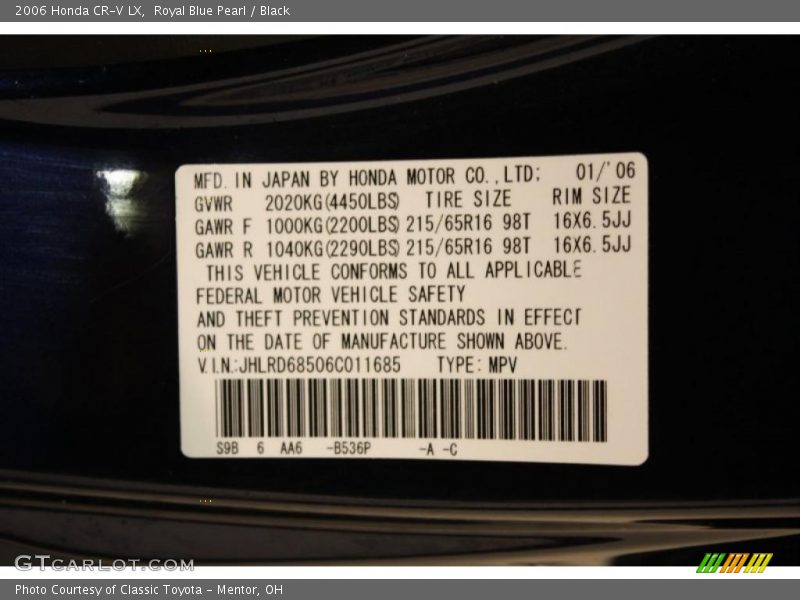 2006 Honda CR-V LX, Royal Blue Pearl / Black
MFD. IN JAPAN BY HONDA MOTOR CO., LTD: 01/'06
GVWR 2020KG(4450LBS) TIRE SIZE RIM SIZE
GAWR F 1000KG(2200LBS) 215/65R16 98T 16X6.5JJ
GAWR R 1040KG(2290LBS) 215/65R16 98T 16X6.5JJ
THIS VEHICLE CONFORMS TO ALL APPLICABLE
FEDERAL MOTOR VEHICLE SAFETY
AND THEFT PREVENTION STANDARDS IN EFFECT
ON THE DATE OF MANUFACTURE SHOWN ABOVE.
V.I.N.:JHLRD68506C011685 TYPE: MPV
S9B 6 AA6 -B536P -A -C
GTCARLOT.COM
Photo Courtesy of Classic Toyota - Mentor, OH